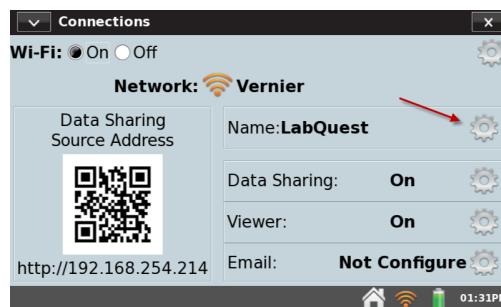 Connections
Wi-Fi: On Off
Network: Vernier
Data Sharing
Source Address
http://192.168.254.214
Name:LabQuest
Data Sharing: On
Viewer: On
Email: Not Configure
01:31P